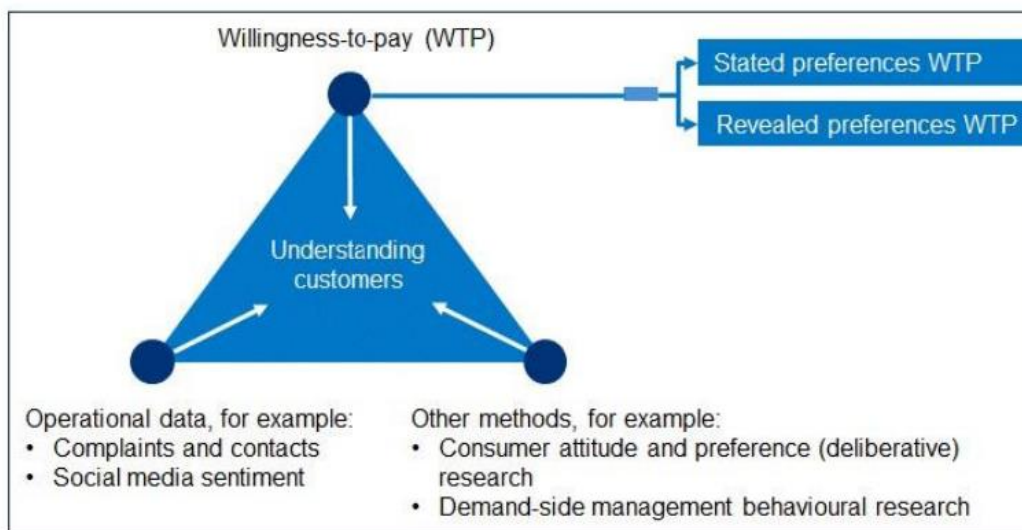 Willingness-to-pay (WTP)
Stated preferences WTP
Revealed preferences WTP
Understanding
customers
Operational data, for example:
• Complaints and contacts
• Social media sentiment
Other methods, for example:
• Consumer attitude and preference (deliberative)
research
• Demand-side management behavioural research